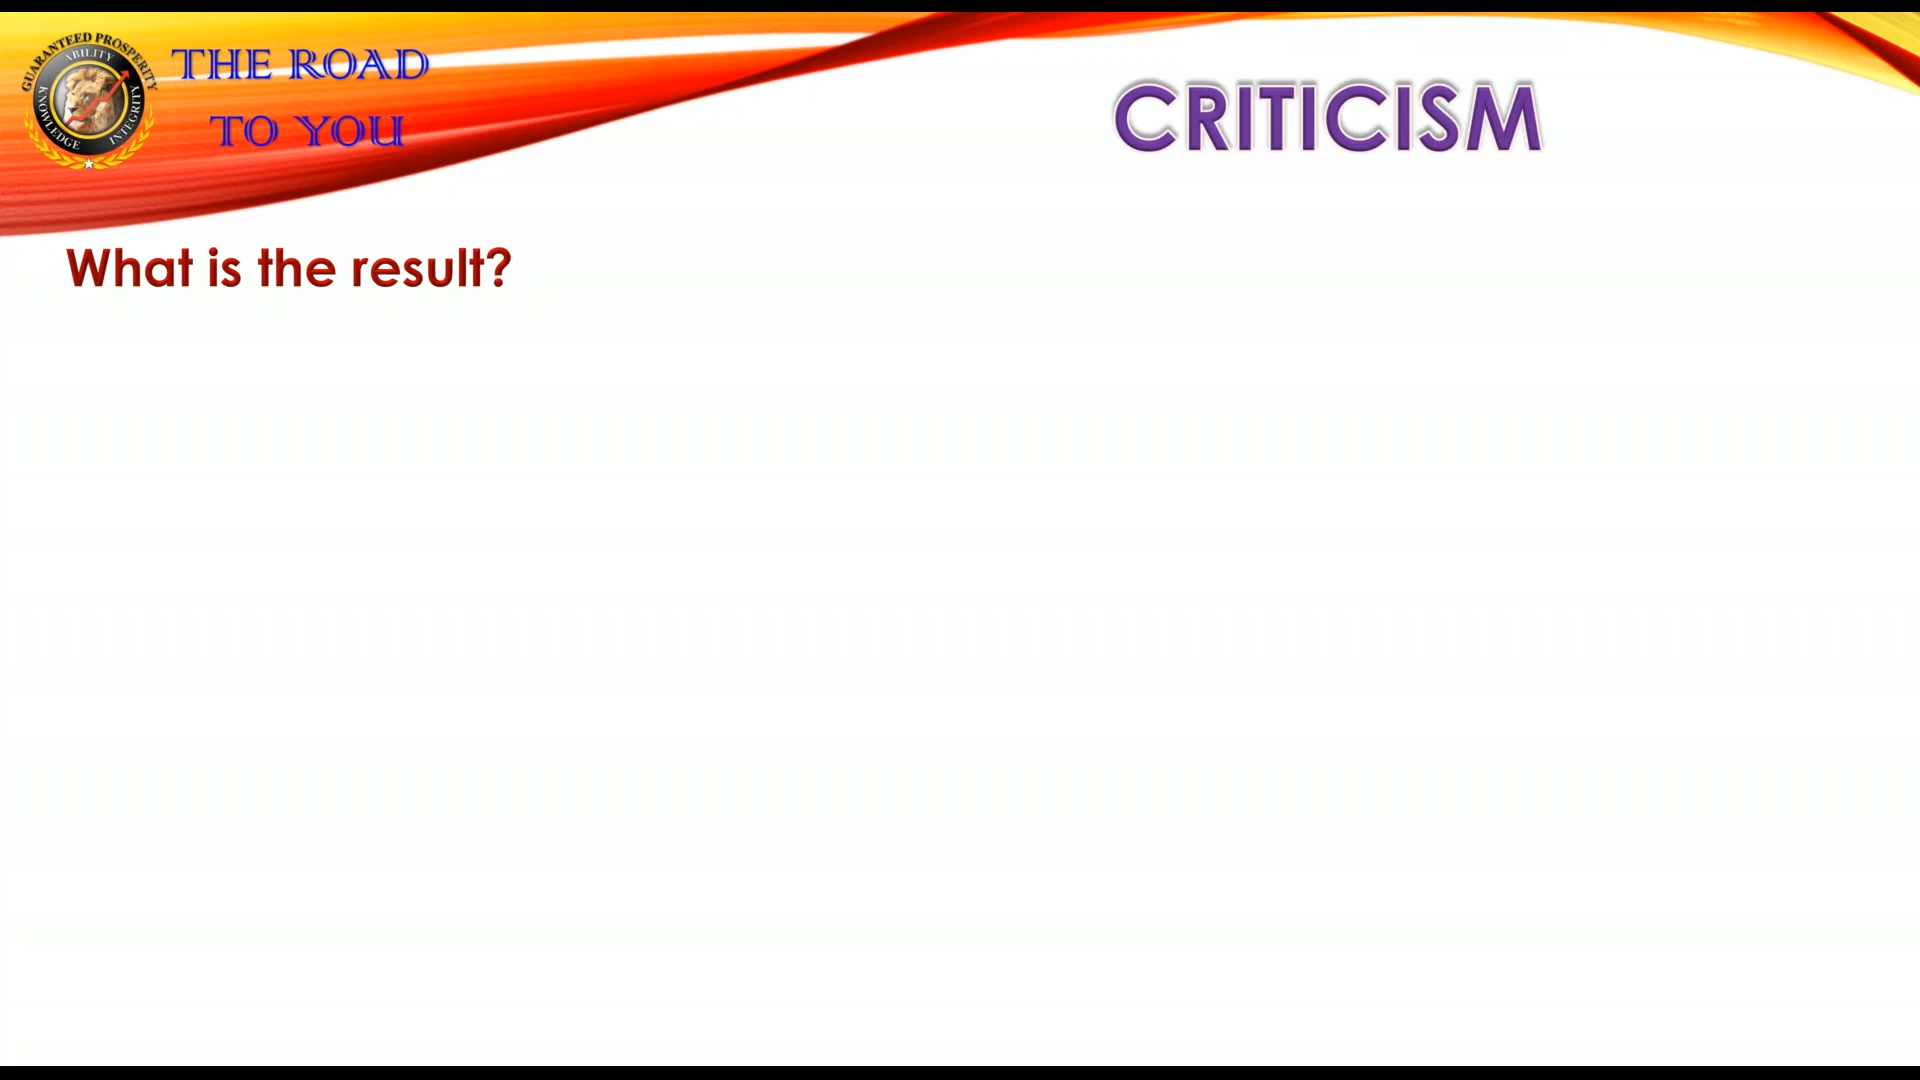 GUARANTEED PROSPERITY
ABILITY
KNOWLEDGE
INTEGRITY
THE ROAD
TO YOU
CRITICISM
What is the result?